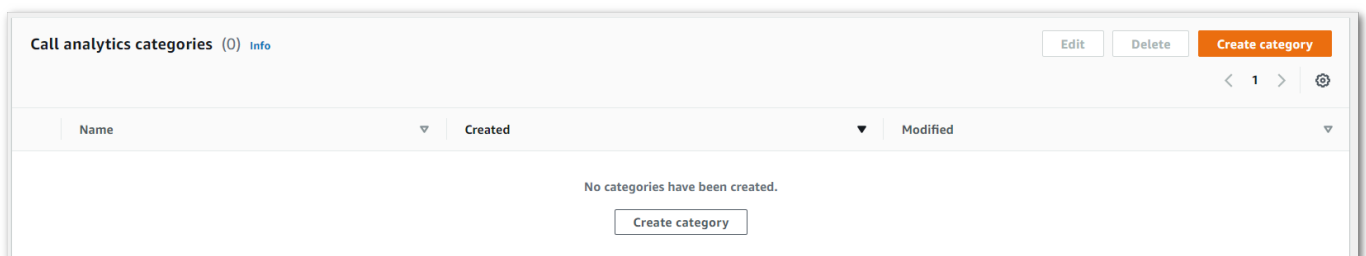 Call analytics categories (0) Info
Edit Delete Create category
1
Name Created Modified
No categories have been created.
Create category